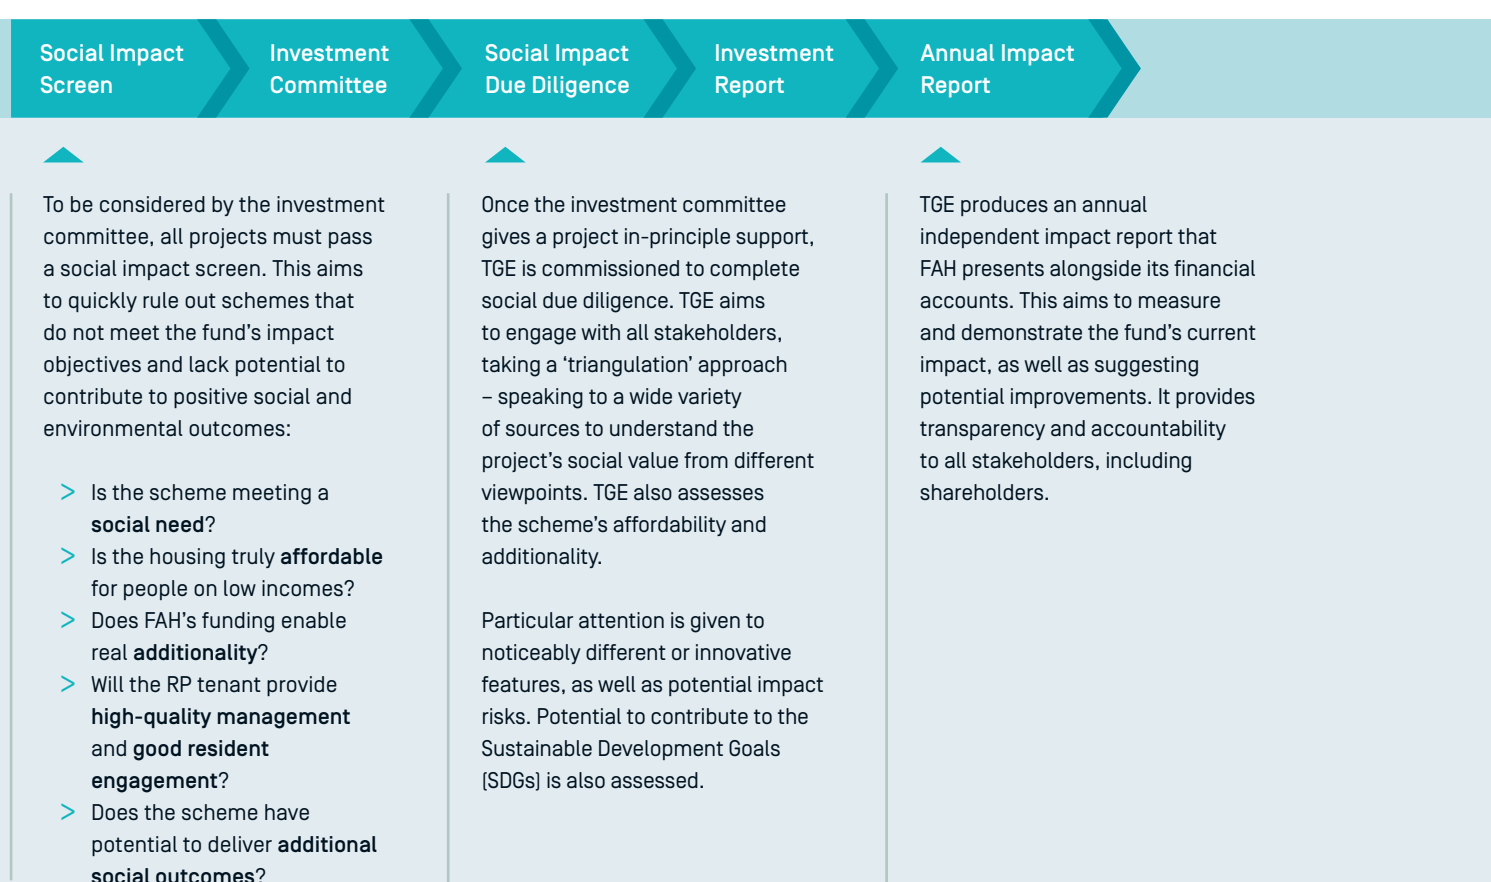 Social Impact
Screen
Investment
Committee
Social Impact
Due Diligence
Investment
Report
Annual Impact
Report
To be considered by the investment
committee, all projects must pass
a social impact screen. This aims
to quickly rule out schemes that
do not meet the fund’s impact
objectives and lack potential to
contribute to positive social and
environmental outcomes:
> Is the scheme meeting a
social need?
> Is the housing truly affordable
for people on low incomes?
> Does FAH’s funding enable
real additionality?
> Will the RP tenant provide
high-quality management
and good resident
engagement?
> Does the scheme have
potential to deliver additional
social outcomes?
Once the investment committee
gives a project in-principle support,
TGE is commissioned to complete
social due diligence. TGE aims
to engage with all stakeholders,
taking a ‘triangulation’ approach
– speaking to a wide variety
of sources to understand the
project’s social value from different
viewpoints. TGE also assesses
the scheme’s affordability and
additionality.
Particular attention is given to
noticeably different or innovative
features, as well as potential impact
risks. Potential to contribute to the
Sustainable Development Goals
(SDGs) is also assessed.
TGE produces an annual
independent impact report that
FAH presents alongside its financial
accounts. This aims to measure
and demonstrate the fund’s current
impact, as well as suggesting
potential improvements. It provides
transparency and accountability
to all stakeholders, including
shareholders.